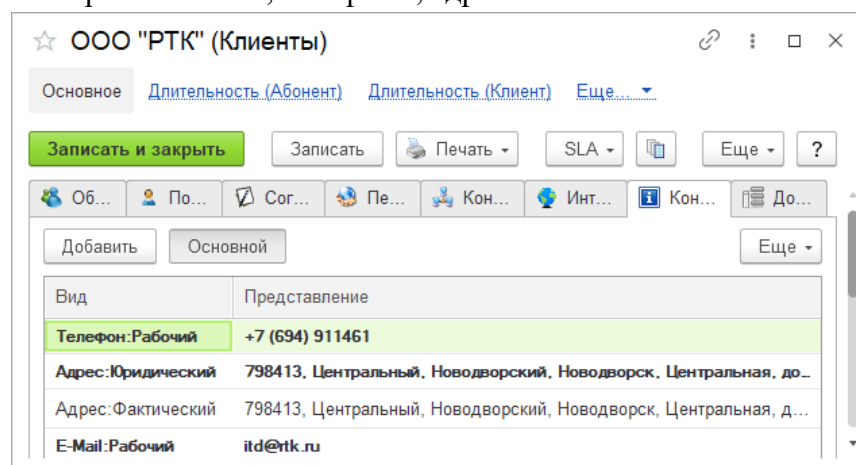 ООО "РТК" (Клиенты)
Основное Длительность (Абонент) Длительность (Клиент) Еще...
Записать и закрыть Записать Печать SLA Еще ?
Об... По... Сог... Пе... Кон... Инт... Кон... До...
Добавить Основной Еще
Вид Представление
Телефон:Рабочий +7 (694) 911461
Адрес:Юридический 798413, Центральный, Новодворский, Новодворск, Центральная, до...
Адрес:Фактический 798413, Центральный, Новодворский, Новодворск, Центральная, д...
E-Mail:Рабочий itd@rtk.ru